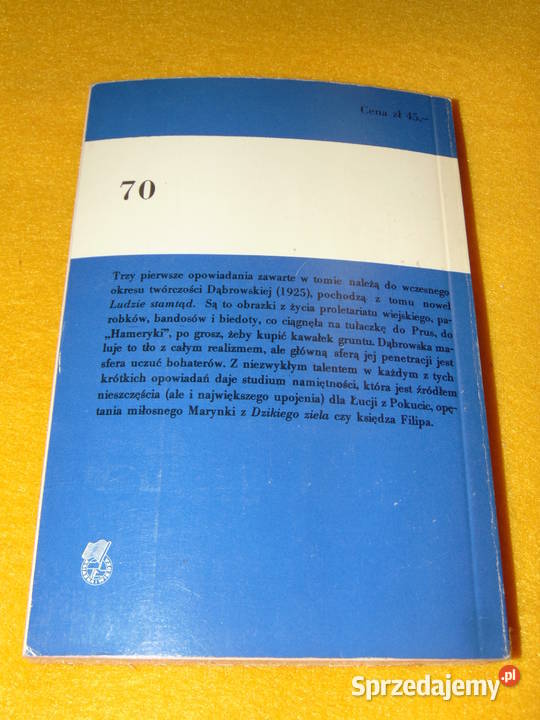 Cena zł 45,—
70
Trzy pierwsze opowiadania zawarte w tomie należą do wczesnego
okresu twórczości Dąbrowskiej (1925), pochodzą z tomu nowel
Ludzie stamtąd. Są to obrazki z życia proletariatu wiejskiego, pa-
robków, bandosów i biedoty, co ciągnęła na tułaczkę do Prus, do
„Hameryki”, po grosz, żeby kupić kawałek gruntu. Dąbrowska ma-
luje to tło z całym realizmem, ale główną sferą jej penetracji jest
sfera uczuć bohaterów. Z niezwykłym talentem w każdym z tych
krótkich opowiadań daje studium namiętności, która jest źródłem
nieszczęścia (ale i największego upojenia) dla Łucji z Pokucic, opę-
tania miłosnego Marynki z Dzikiego ziela czy księdza Filipa.
Sprzedajemy.pl